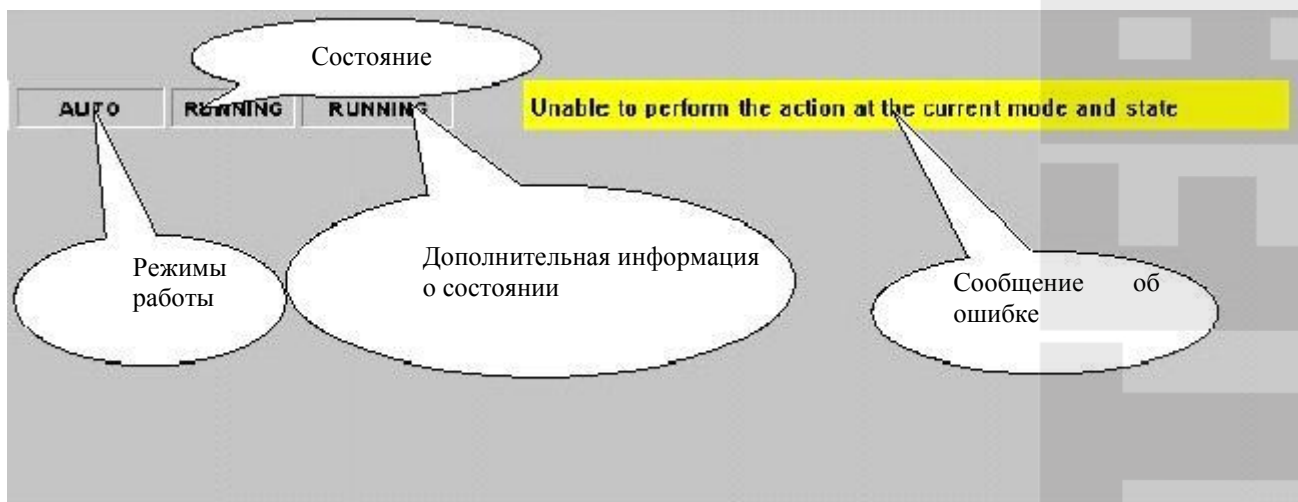 Состояние
AUTO RUNNING RUNNING Unable to perform the action at the current mode and state
Режимы
работы
Дополнительная информация
о состоянии
Сообщение об
ошибке